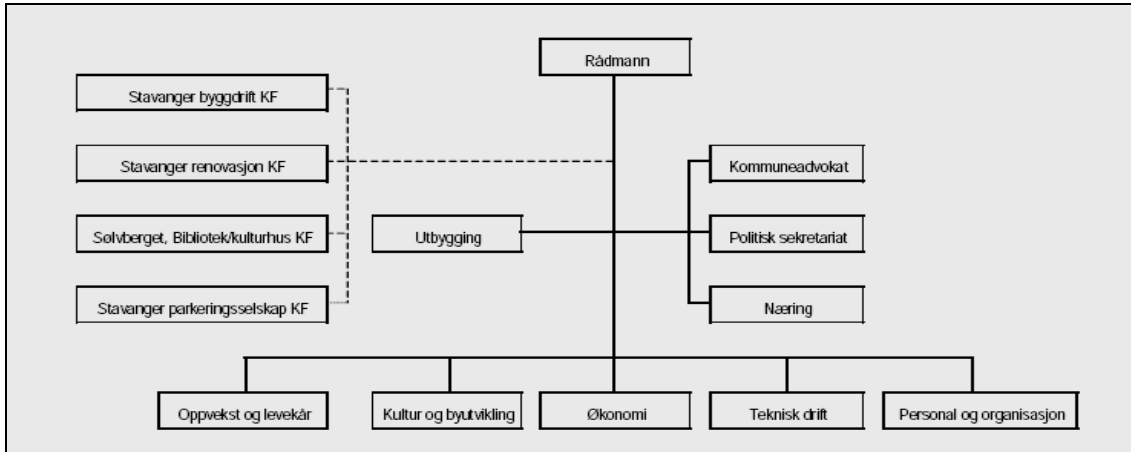 Rådmann
Stavanger byggdrift KF
Stavanger renovasjon KF
Kommuneadvokat
Sølvberget, Bibliotek/kulturhus KF
Utbygging
Politisk sekretariat
Stavanger parkeringsselskap KF
Næring
Oppvekst og levekår
Kultur og byutvikling
Økonomi
Teknisk drift
Personal og organisasjon